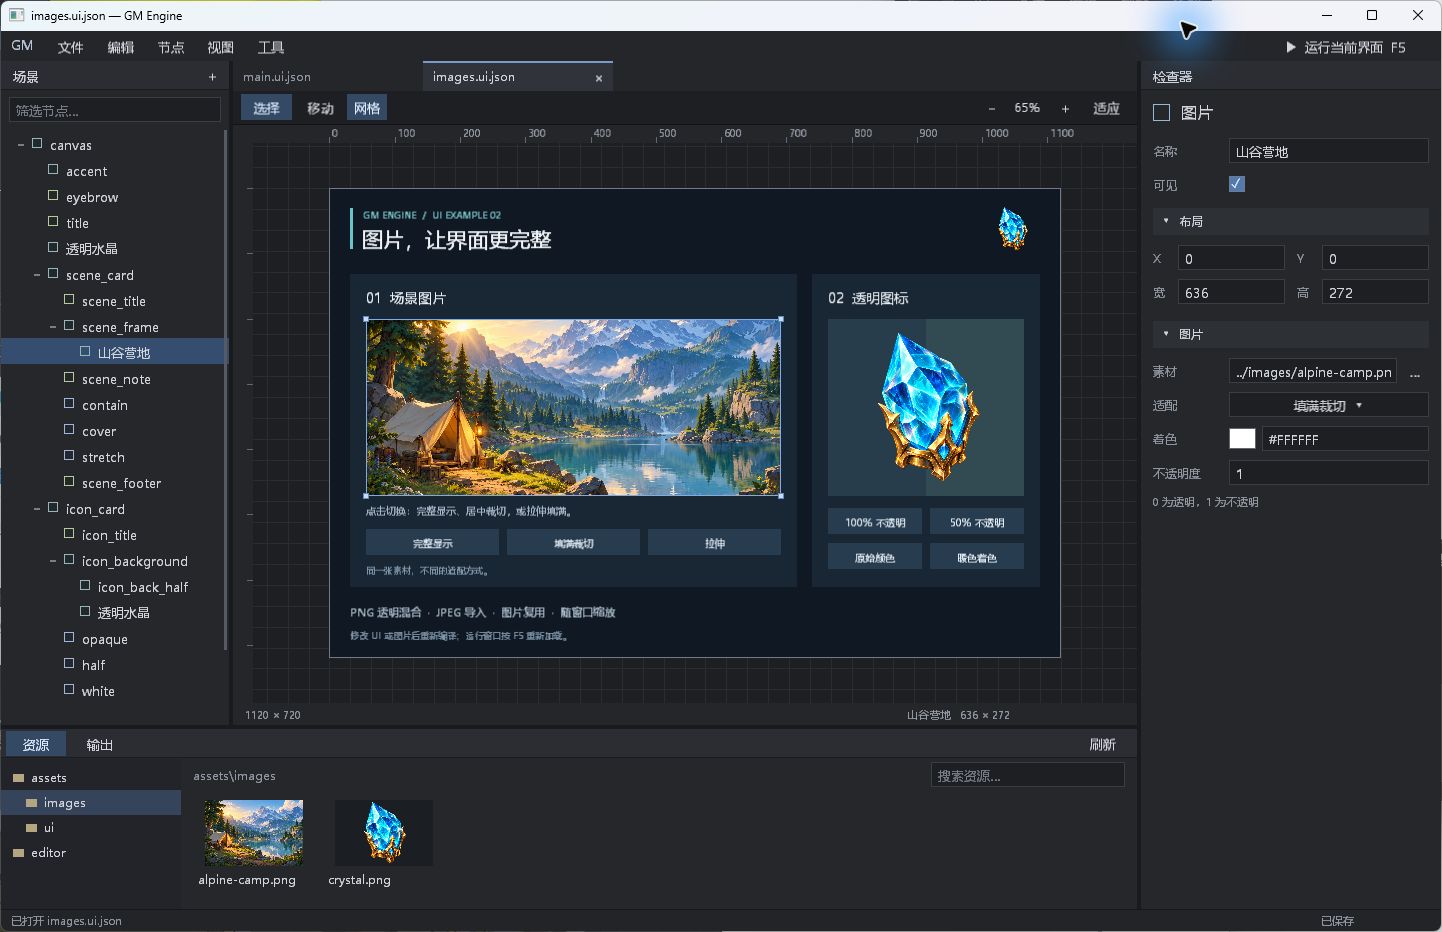 images.ui.json — GM Engine
GM 文件 编辑 节点 视图 工具
运行当前界面 F5
场景 +
筛选节点...
canvas
accent
eyebrow
title
透明水晶
scene_card
scene_title
scene_frame
山谷营地
scene_note
contain
cover
stretch
scene_footer
icon_card
icon_title
icon_background
icon_back_half
透明水晶
opaque
half
white
main.ui.json
images.ui.json ×
选择 移动 网格
− 65% + 适应
0 100 200 300 400 500 600 700 800 900 1000 1100
GM ENGINE / UI EXAMPLE 02
图片，让界面更完整
01 场景图片
点击切换：完整显示、居中裁切，或拉伸填满。
完整显示 填满裁切 拉伸
同一张素材，不同的适配方式。
02 透明图标
100% 不透明 50% 不透明
原始颜色 暖色着色
PNG 透明混合 · JPEG 导入 · 图片复用 · 随窗口缩放
修改 UI 或图片后重新编译；运行窗口按 F5 重新加载。
1120 × 720
山谷营地 636 × 272
检查器
图片
名称 山谷营地
可见
布局
X 0 Y 0
宽 636 高 272
图片
素材 ../images/alpine-camp.pn ...
适配 填满裁切
着色 #FFFFFF
不透明度 1
0 为透明，1 为不透明
资源 输出
刷新
assets
images
ui
editor
assets\images
搜索资源...
alpine-camp.png
crystal.png
已打开 images.ui.json
已保存